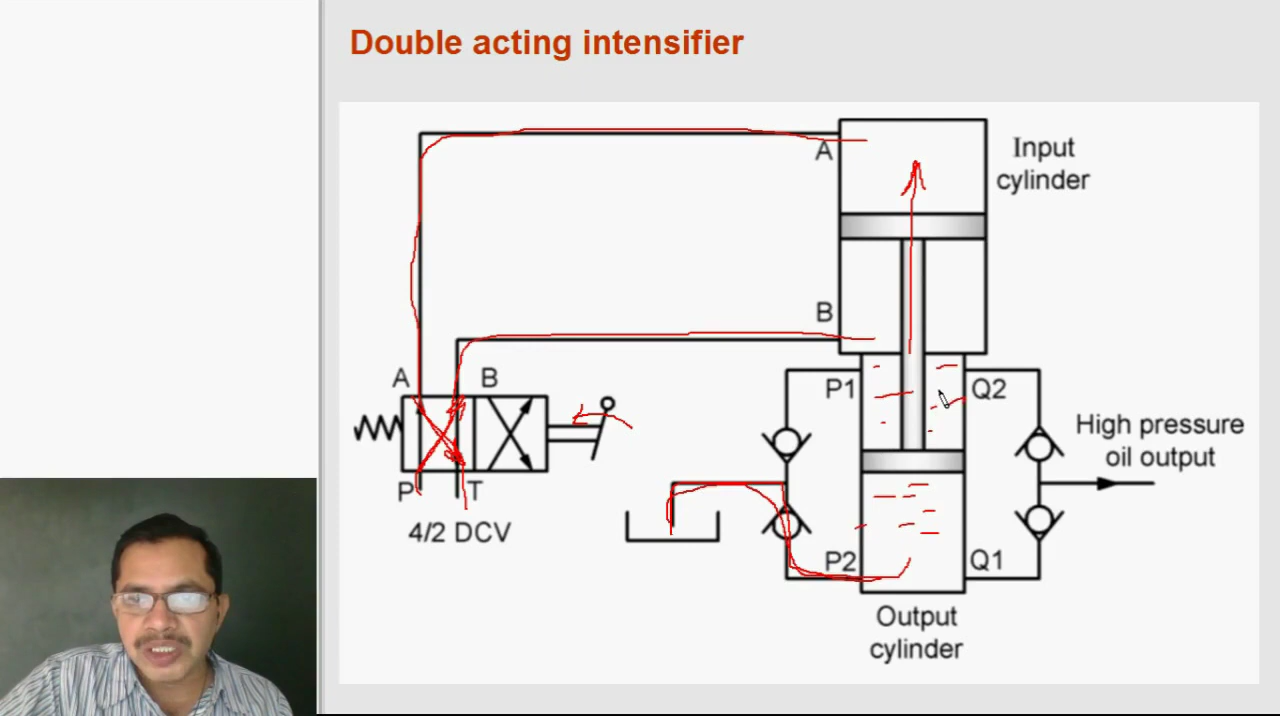 Double acting intensifier
A
Input
cylinder
B
A
B
P1
Q2
High pressure
oil output
P
T
4/2 DCV
P2
Q1
Output
cylinder